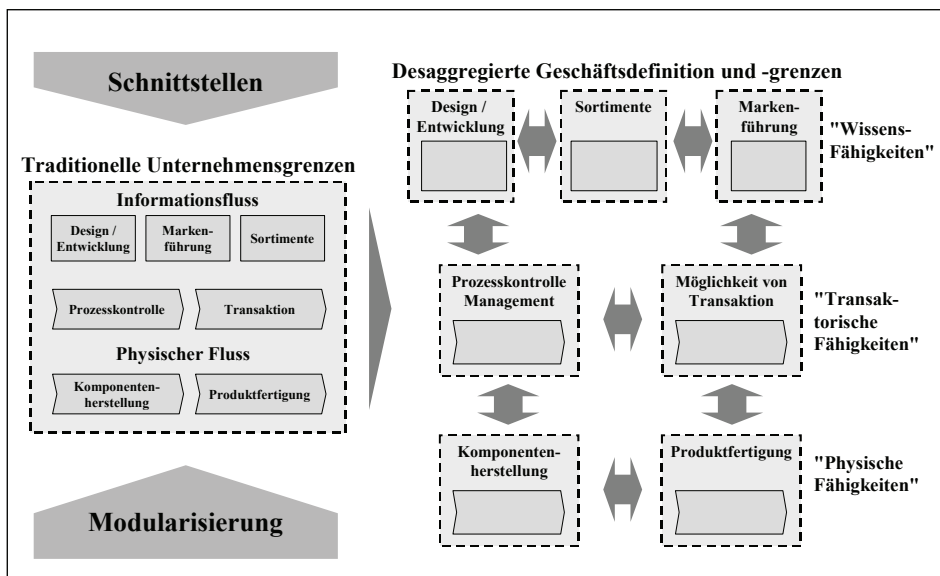 Schnittstellen
Traditionelle Unternehmensgrenzen
Informationsfluss
Design /
Entwicklung
Marken-
führung
Sortimente
Prozesskontrolle
Transaktion
Physischer Fluss
Komponenten-
herstellung
Produktfertigung
Modularisierung
Desaggregierte Geschäftsdefinition und -grenzen
Design /
Entwicklung
Sortimente
Marken-
führung
"Wissens-
Fähigkeiten"
Prozesskontrolle
Management
Möglichkeit von
Transaktion
"Transak-
torische
Fähigkeiten"
Komponenten-
herstellung
Produktfertigung
"Physische
Fähigkeiten"